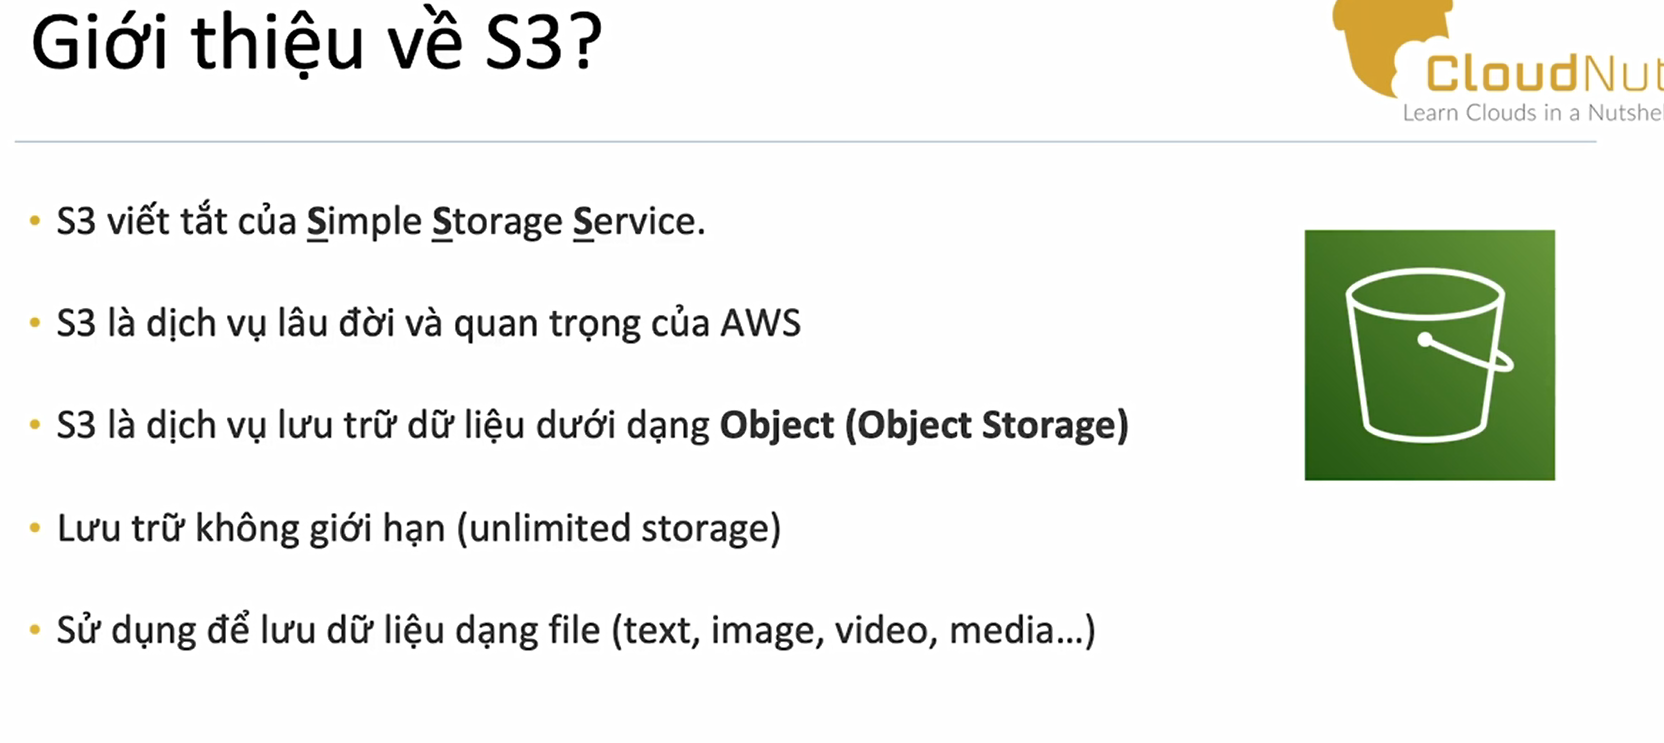 Giới thiệu về S3?
CloudNut
Learn Clouds in a Nutshel
• S3 viết tắt của Simple Storage Service.
• S3 là dịch vụ lâu đời và quan trọng của AWS
• S3 là dịch vụ lưu trữ dữ liệu dưới dạng Object (Object Storage)
• Lưu trữ không giới hạn (unlimited storage)
• Sử dụng để lưu dữ liệu dạng file (text, image, video, media...)